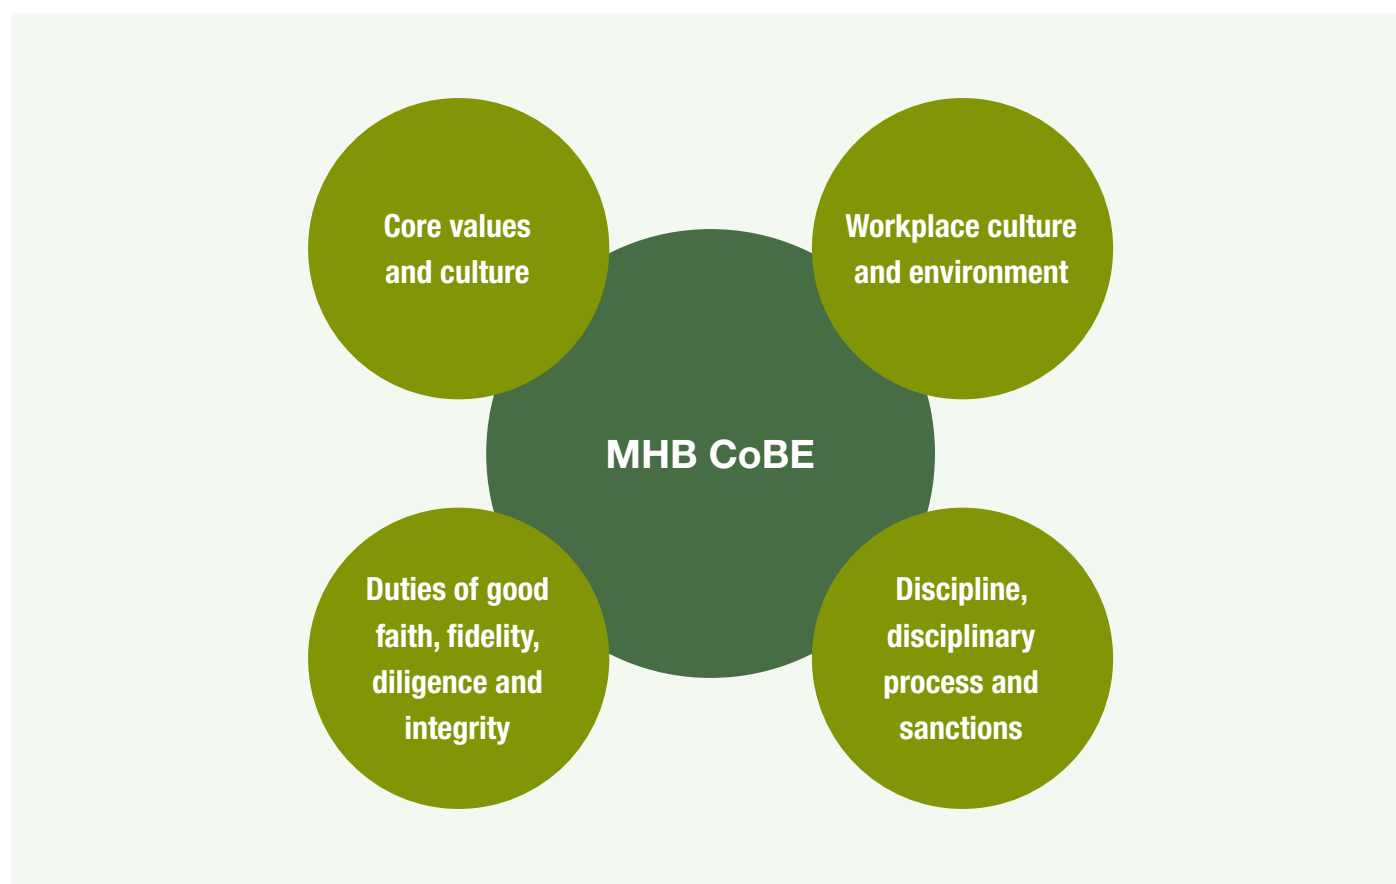 Core values
and culture
Workplace culture
and environment
MHB CoBE
Duties of good
faith, fidelity,
diligence and
integrity
Discipline,
disciplinary
process and
sanctions